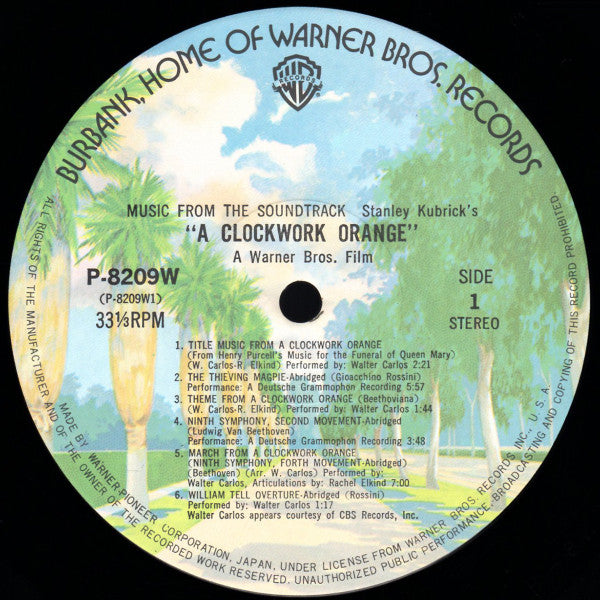 BURBANK, HOME OF WARNER BROS. RECORDS
WB
RECORDS
MUSIC FROM THE SOUNDTRACK Stanley Kubrick's
"A CLOCKWORK ORANGE"
A Warner Bros. Film
P-8209W
(P-8209W1)
33⅓RPM
SIDE
1
STEREO
1. TITLE MUSIC FROM A CLOCKWORK ORANGE
(From Henry Purcell's Music for the Funeral of Queen Mary)
(W. Carlos-R. Elkind) Performed by: Walter Carlos 2:21
2. THE THIEVING MAGPIE-Abridged (Gioacchino Rossini)
Performance: A Deutsche Grammophon Recording 5:57
3. THEME FROM A CLOCKWORK ORANGE (Beethoviana)
(W. Carlos-R. Elkind) Performed by: Walter Carlos 1:44
4. NINTH SYMPHONY, SECOND MOVEMENT-Abridged
(Ludwig Van Beethoven)
Performance: A Deutsche Grammophon Recording 3:48
5. MARCH FROM A CLOCKWORK ORANGE
(NINTH SYMPHONY, FORTH MOVEMENT-Abridged)
(Beethoven) (Arr. W. Carlos) Performed by:
Walter Carlos, Articulations by: Rachel Elkind 7:00
6. WILLIAM TELL OVERTURE-Abridged (Rossini)
Performed by: Walter Carlos 1:17
Walter Carlos appears courtesy of CBS Records, Inc.
MADE BY WARNER-PIONEER CORPORATION, JAPAN, UNDER LICENSE FROM WARNER BROS. RECORDS INC., U.S.A.
ALL RIGHTS OF THE MANUFACTURER AND OF THE OWNER OF THE RECORDED WORK RESERVED. UNAUTHORIZED PUBLIC PERFORMANCE, BROADCASTING AND COPYING OF THIS RECORD PROHIBITED.